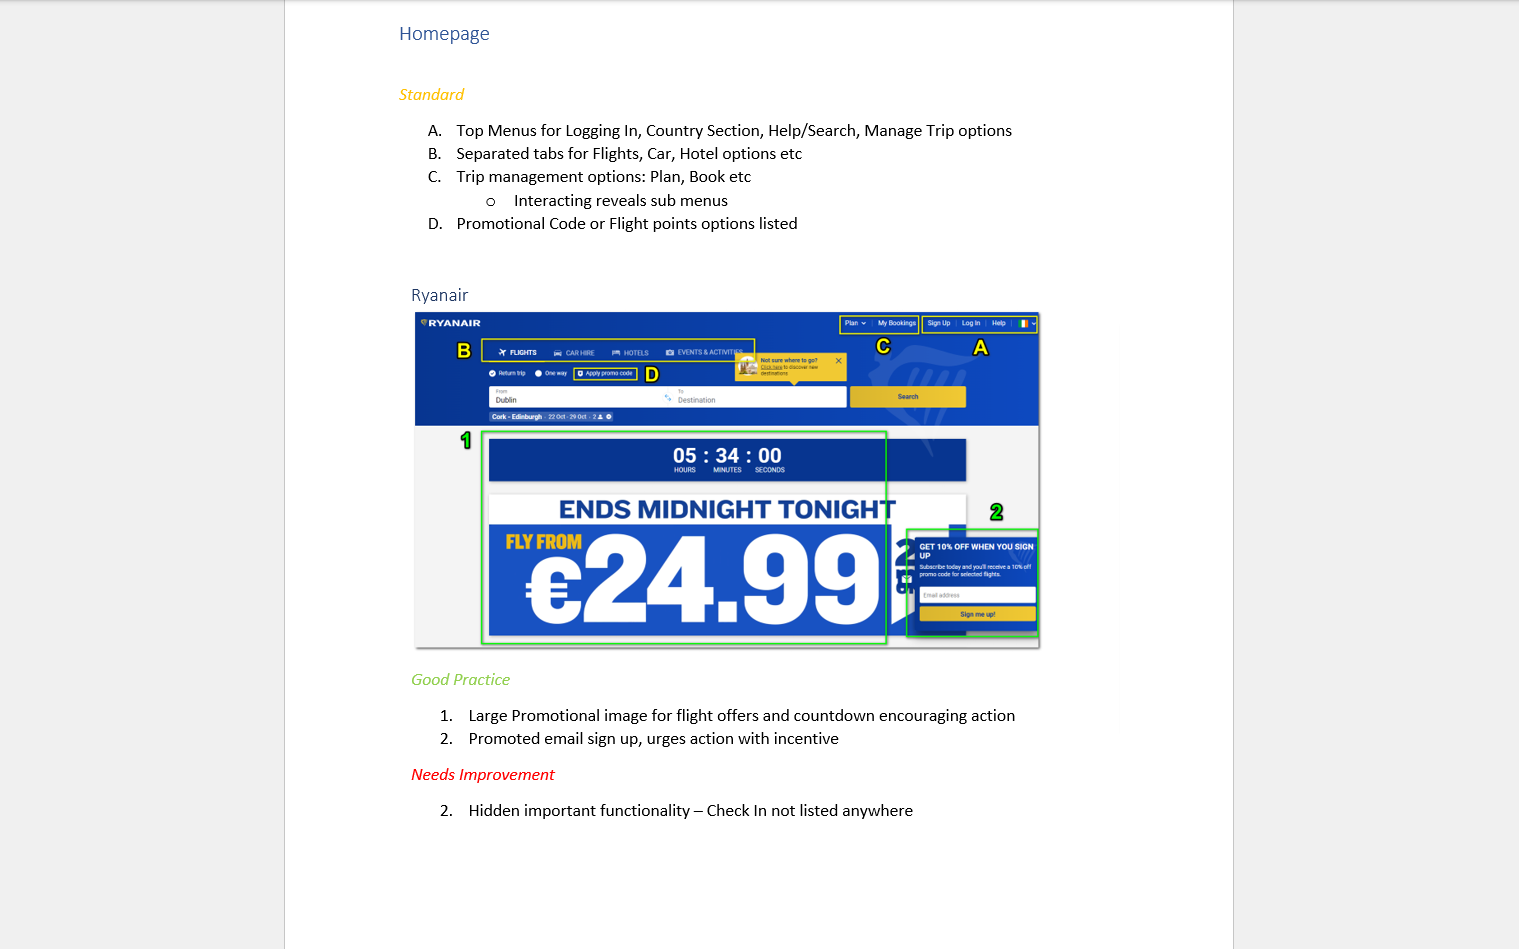 Homepage
Standard
A. Top Menus for Logging In, Country Section, Help/Search, Manage Trip options
B. Separated tabs for Flights, Car, Hotel options etc
C. Trip management options: Plan, Book etc
o Interacting reveals sub menus
D. Promotional Code or Flight points options listed
Ryanair
RYANAIR
Plan My Bookings Sign Up Log In Help
C A
B FLIGHTS CAR HIRE HOTELS EVENTS & ACTIVITIES
Not sure where to go?
Click here to discover new
destinations
Return trip One way Apply promo code D
From
Dublin
To
Destination
Search
Cork - Edinburgh - 22 Oct - 29 Oct - 2
1
05 : 34 : 00
HOURS MINUTES SECONDS
ENDS MIDNIGHT TONIGHT
FLY FROM
€24.99
2
GET 10% OFF WHEN YOU SIGN
UP
Subscribe today and you'll receive a 10% off
promo code for selected flights.
Email address
Sign me up!
Good Practice
1. Large Promotional image for flight offers and countdown encouraging action
2. Promoted email sign up, urges action with incentive
Needs Improvement
2. Hidden important functionality – Check In not listed anywhere